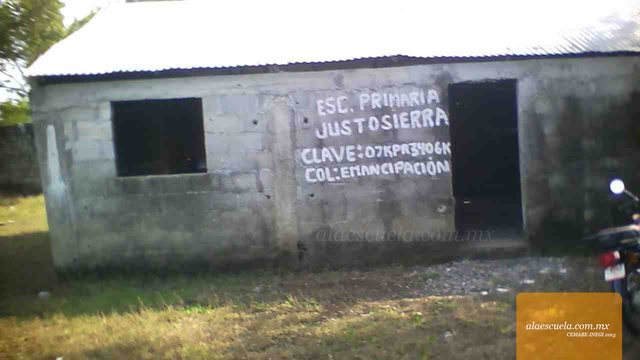 ESC. PRIMARIA
JUSTO SIERRA
CLAVE: 07KPR3406K
COL: EMANCIPACIÓN
alaescuela.com.mx
alaescuela.com.mx
CEMABE-INEGI 2013